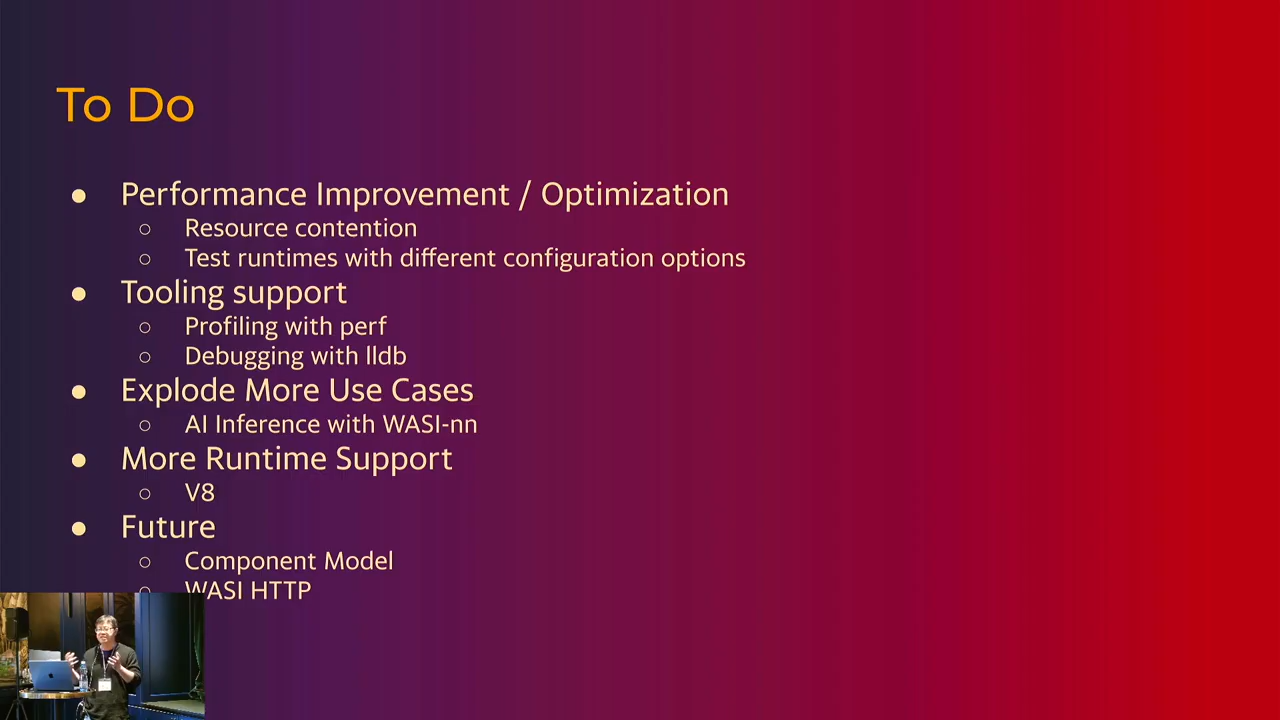 To Do
● Performance Improvement / Optimization
○ Resource contention
○ Test runtimes with different configuration options
● Tooling support
○ Profiling with perf
○ Debugging with lldb
● Explode More Use Cases
○ AI Inference with WASI-nn
● More Runtime Support
○ V8
● Future
○ Component Model
○ WASI HTTP